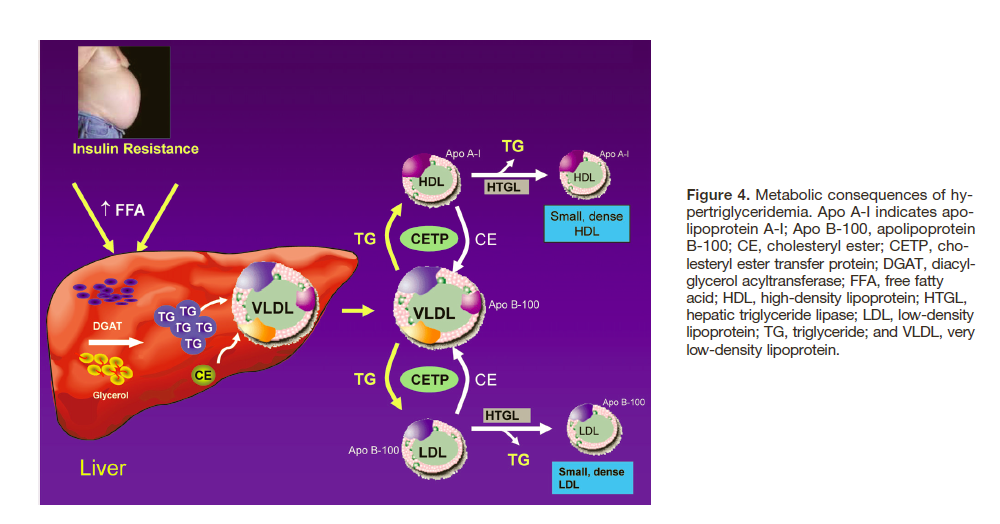 Insulin Resistance
↑ FFA
DGAT
Glycerol
TG
TG
TG TG
TG
CE
VLDL
Liver
TG
CETP
CE
HDL
Apo A-I
TG
HTGL
HDL
Apo A-I
Small, dense
HDL
VLDL
Apo B-100
TG
CETP
CE
Apo B-100
LDL
HTGL
TG
LDL
Apo B-100
Small, dense
LDL
Figure 4. Metabolic consequences of hy-
pertriglyceridemia. Apo A-I indicates apo-
lipoprotein A-I; Apo B-100, apolipoprotein
B-100; CE, cholesteryl ester; CETP, cho-
lesteryl ester transfer protein; DGAT, diacyl-
glycerol acyltransferase; FFA, free fatty
acid; HDL, high-density lipoprotein; HTGL,
hepatic triglyceride lipase; LDL, low-density
lipoprotein; TG, triglyceride; and VLDL, very
low-density lipoprotein.